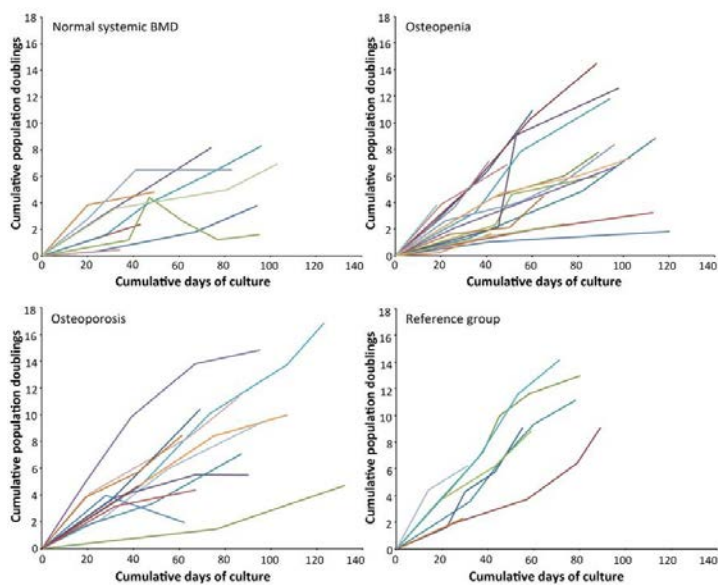 Normal systemic BMD
Cumulative population doublings
18
16
14
12
10
8
6
4
2
0
0 20 40 60 80 100 120 140
Cumulative days of culture
Osteopenia
Cumulative population doublings
18
16
14
12
10
8
6
4
2
0
0 20 40 60 80 100 120 140
Cumulative days of culture
Osteoporosis
Cumulative population doublings
18
16
14
12
10
8
6
4
2
0
0 20 40 60 80 100 120 140
Cumulative days of culture
Reference group
Cumulative population doublings
18
16
14
12
10
8
6
4
2
0
0 20 40 60 80 100 120 140
Cumulative days of culture